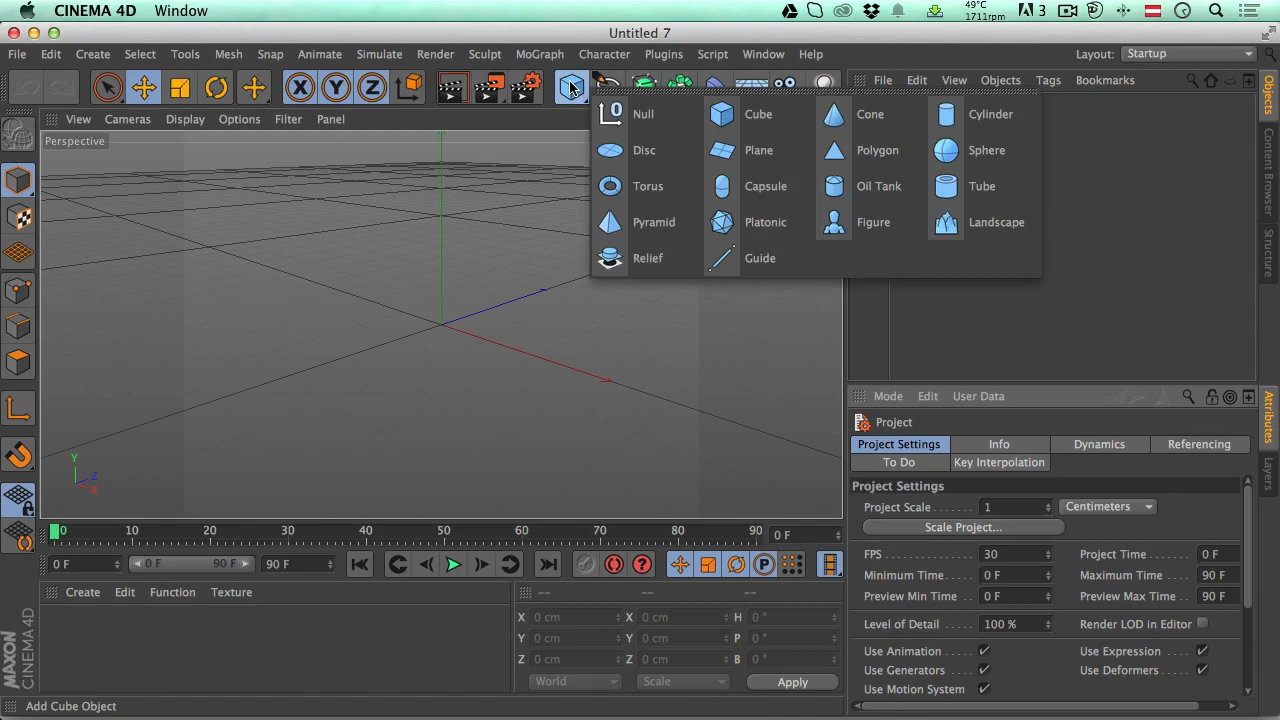 CINEMA 4D Window 49°C 1711rpm 3
Untitled 7
File Edit Create Select Tools Mesh Snap Animate Simulate Render Sculpt MoGraph Character Plugins Script Window Help Layout: Startup
X Y Z File Edit View Objects Tags Bookmarks
View Cameras Display Options Filter Panel
Perspective
0 Null Cube Cone Cylinder
Disc Plane Polygon Sphere
Torus Capsule Oil Tank Tube
Pyramid Platonic Figure Landscape
Relief Guide
Objects
Structure
Mode Edit User Data
Project
Project Settings Info Dynamics Referencing
To Do Key Interpolation
Project Settings
Project Scale 1 Centimeters
Scale Project...
FPS 30 Project Time 0 F
Minimum Time 0 F Maximum Time 90 F
Preview Min Time 0 F Preview Max Time 90 F
Level of Detail 100 % Render LOD in Editor
Use Animation Use Expression
Use Generators Use Deformers
Use Motion System
Attributes
Layers
Y
Z
X
0 10 20 30 40 50 60 70 80 90 0 F
0 F 0 F 90 F 90 F ? P
Create Edit Function Texture -- -- --
X 0 cm X 0 cm H 0 °
Y 0 cm Y 0 cm P 0 °
Z 0 cm Z 0 cm B 0 °
World Scale Apply
MAXON CINEMA 4D
Add Cube Object